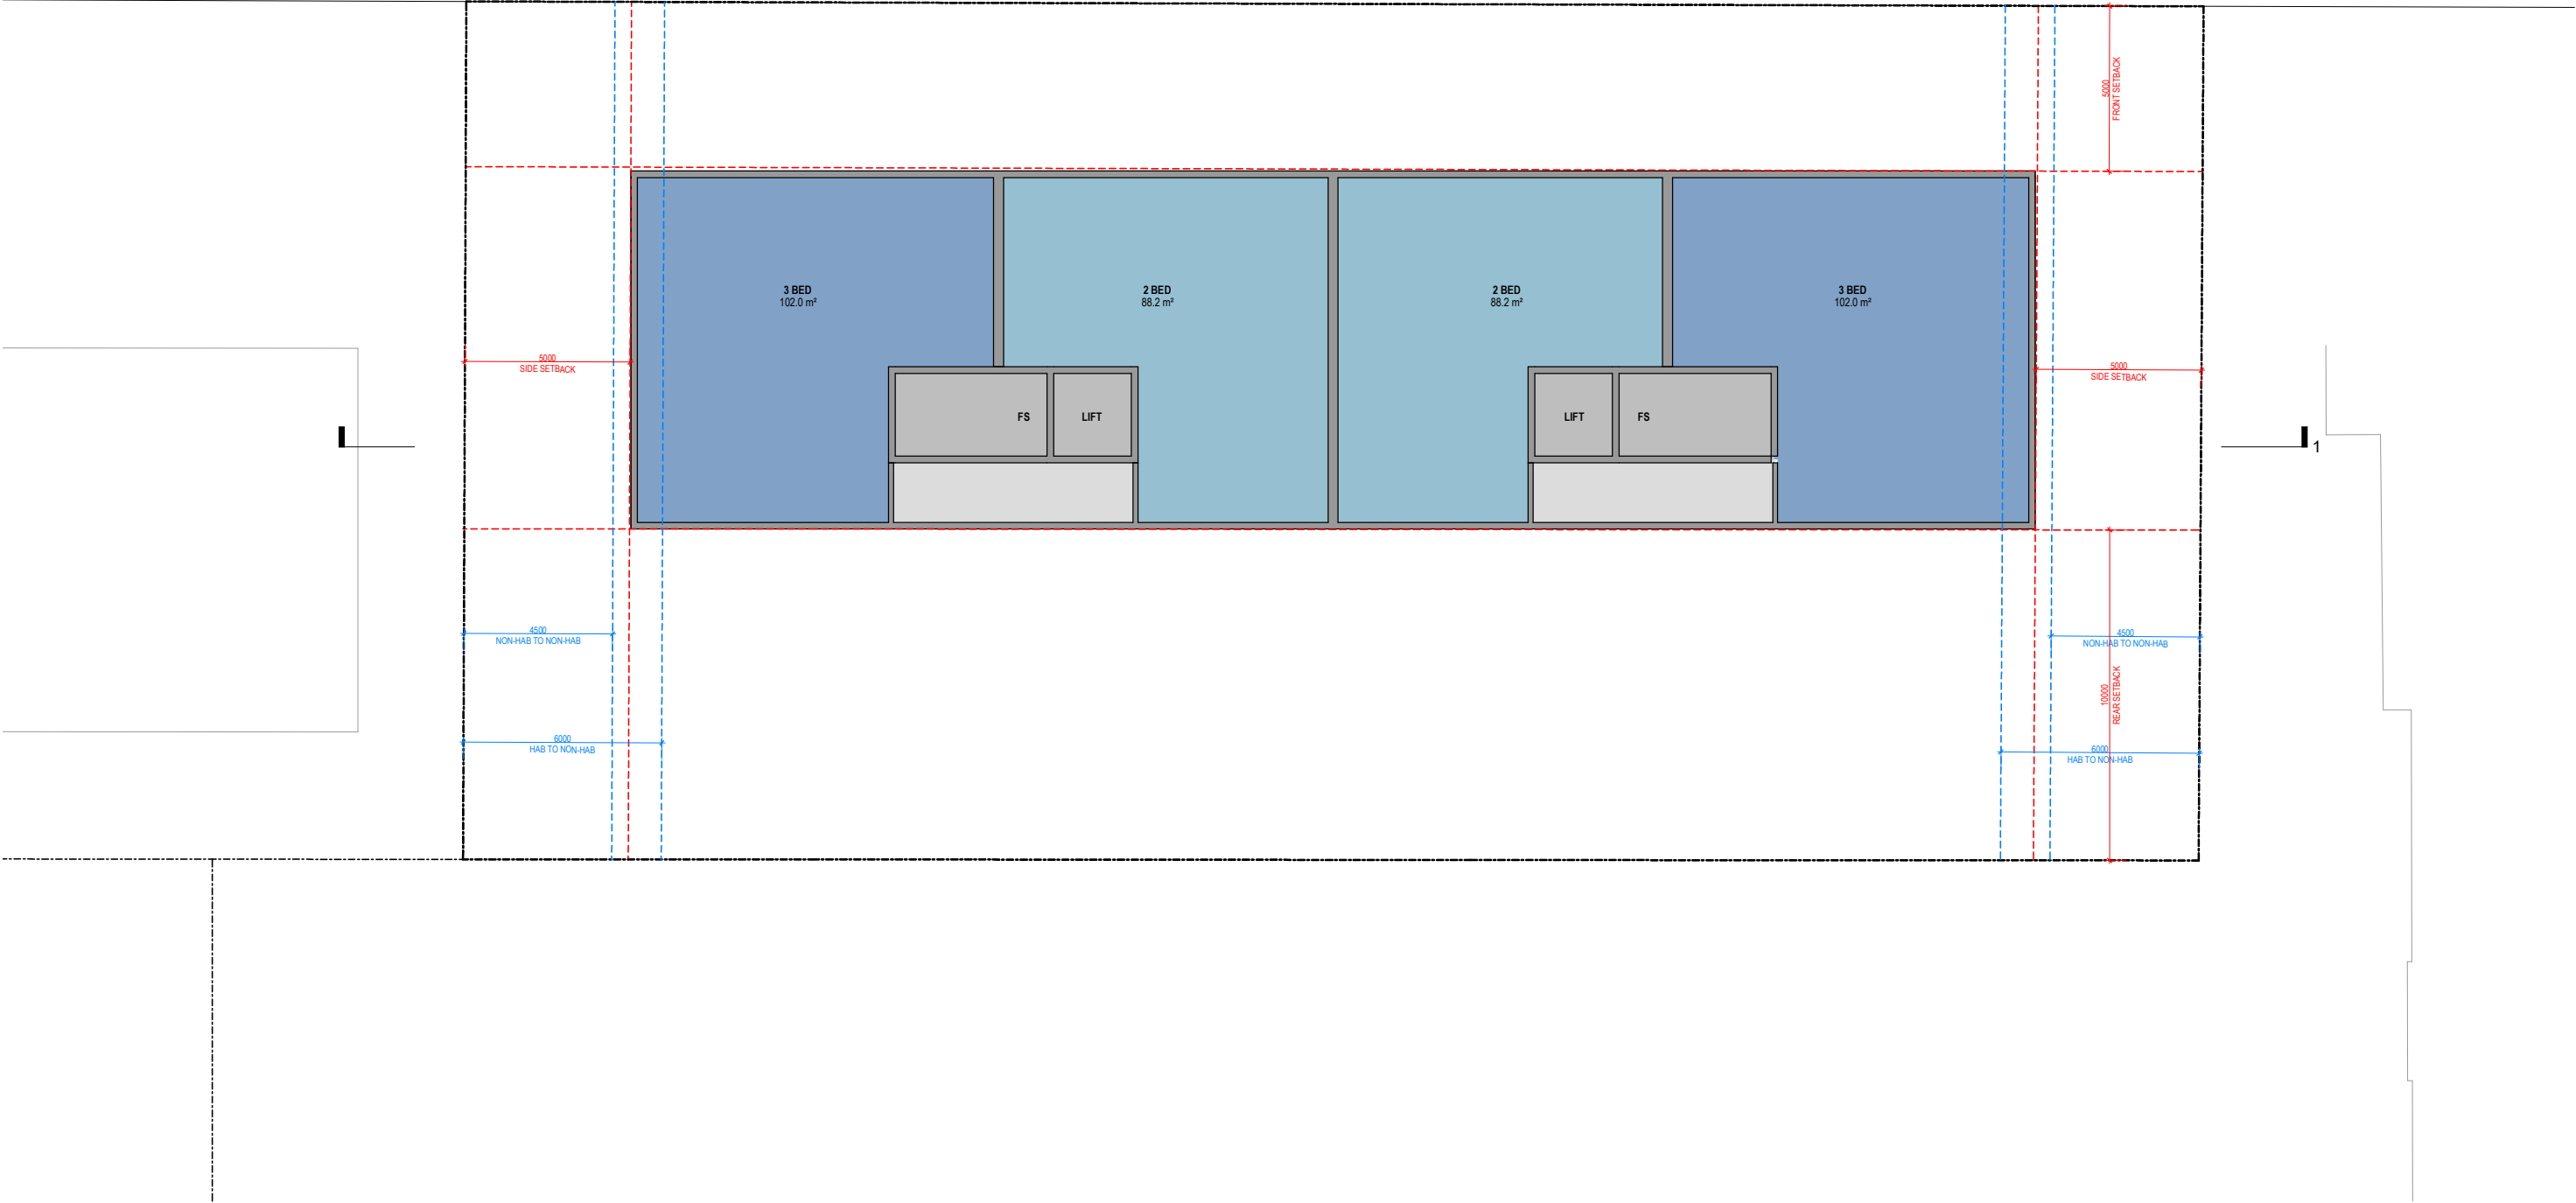 5000
FRONT SETBACK
3 BED
102.0 m²
2 BED
88.2 m²
2 BED
88.2 m²
3 BED
102.0 m²
5000
SIDE SETBACK
5000
SIDE SETBACK
FS
LIFT
LIFT
FS
1
4500
NON-HAB TO NON-HAB
4500
NON-HAB TO NON-HAB
10000
REAR SETBACK
6000
HAB TO NON-HAB
6000
HAB TO NON-HAB